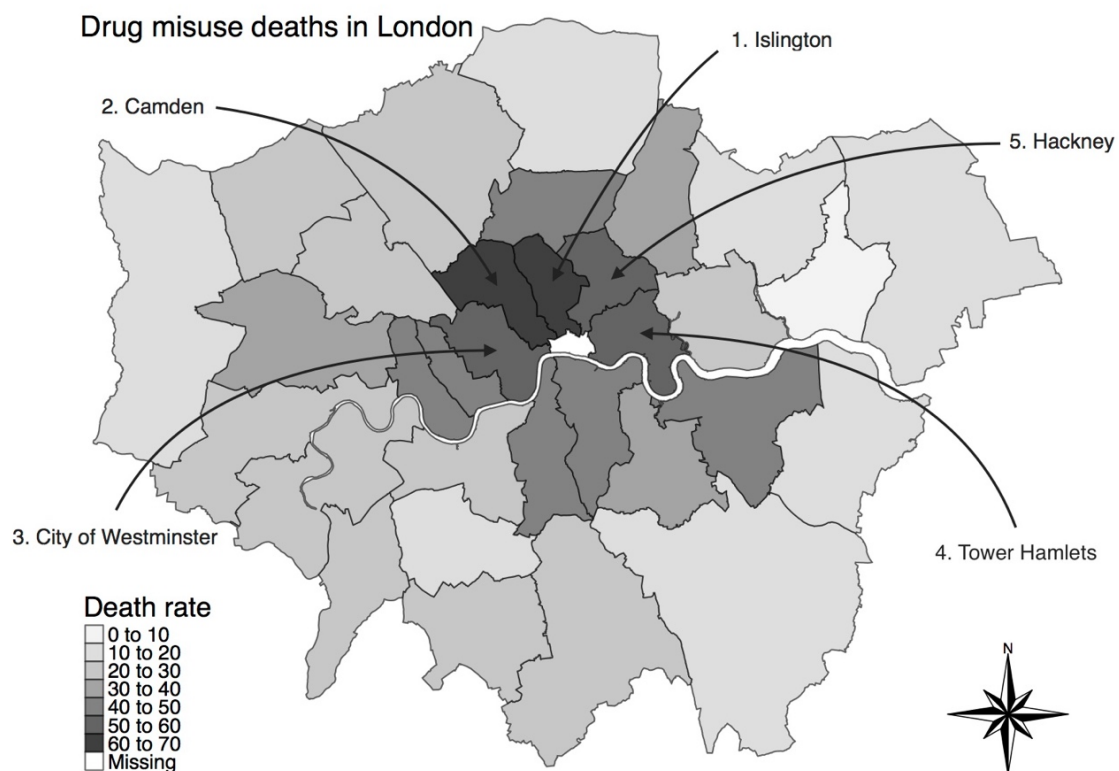 Drug misuse deaths in London
1. Islington
2. Camden
5. Hackney
3. City of Westminster
4. Tower Hamlets
Death rate
0 to 10
10 to 20
20 to 30
30 to 40
40 to 50
50 to 60
60 to 70
Missing
N